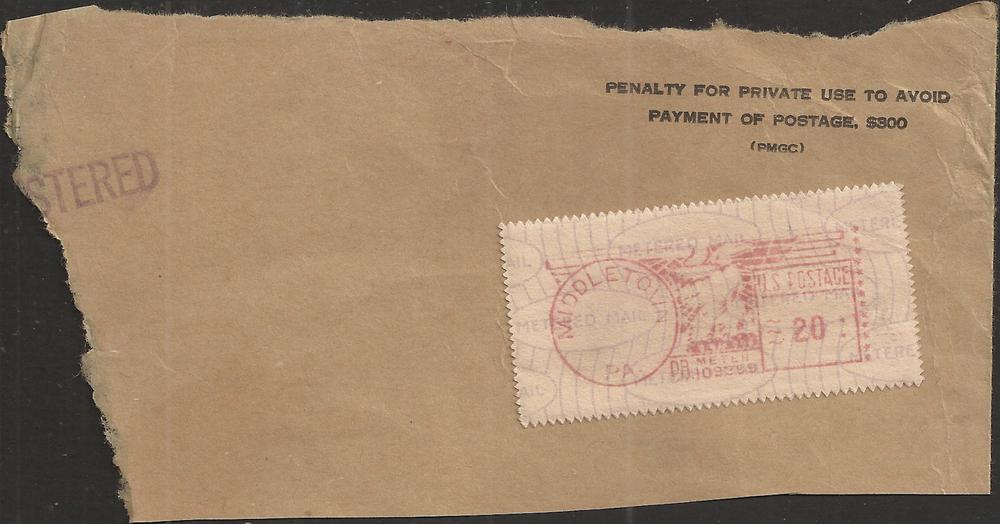 PENALTY FOR PRIVATE USE TO AVOID
PAYMENT OF POSTAGE, $300
(PMGC)
STERED
METERED MAIL
U.S. POSTAGE
METERED MAIL
20
MIDDLETOWN
PA.
PB METER